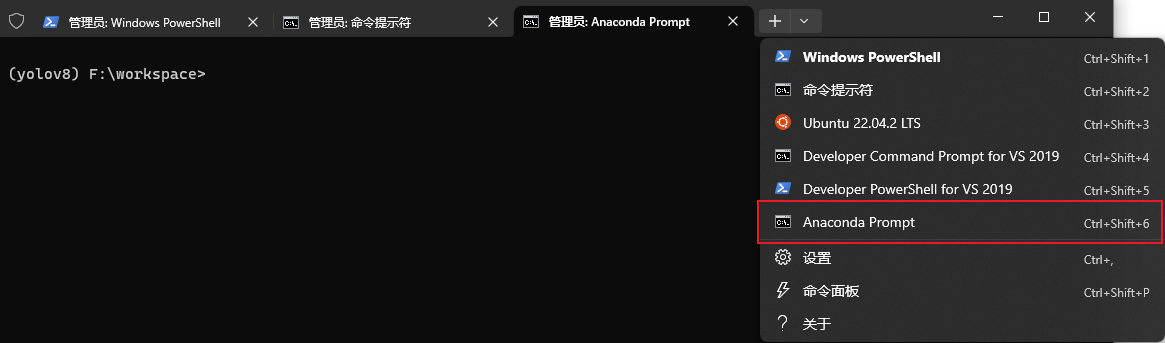 管理员: Windows PowerShell
管理员: 命令提示符
管理员: Anaconda Prompt
(yolov8) F:\workspace>
Windows PowerShell Ctrl+Shift+1
命令提示符 Ctrl+Shift+2
Ubuntu 22.04.2 LTS Ctrl+Shift+3
Developer Command Prompt for VS 2019 Ctrl+Shift+4
Developer PowerShell for VS 2019 Ctrl+Shift+5
Anaconda Prompt Ctrl+Shift+6
设置 Ctrl+,
命令面板 Ctrl+Shift+P
关于